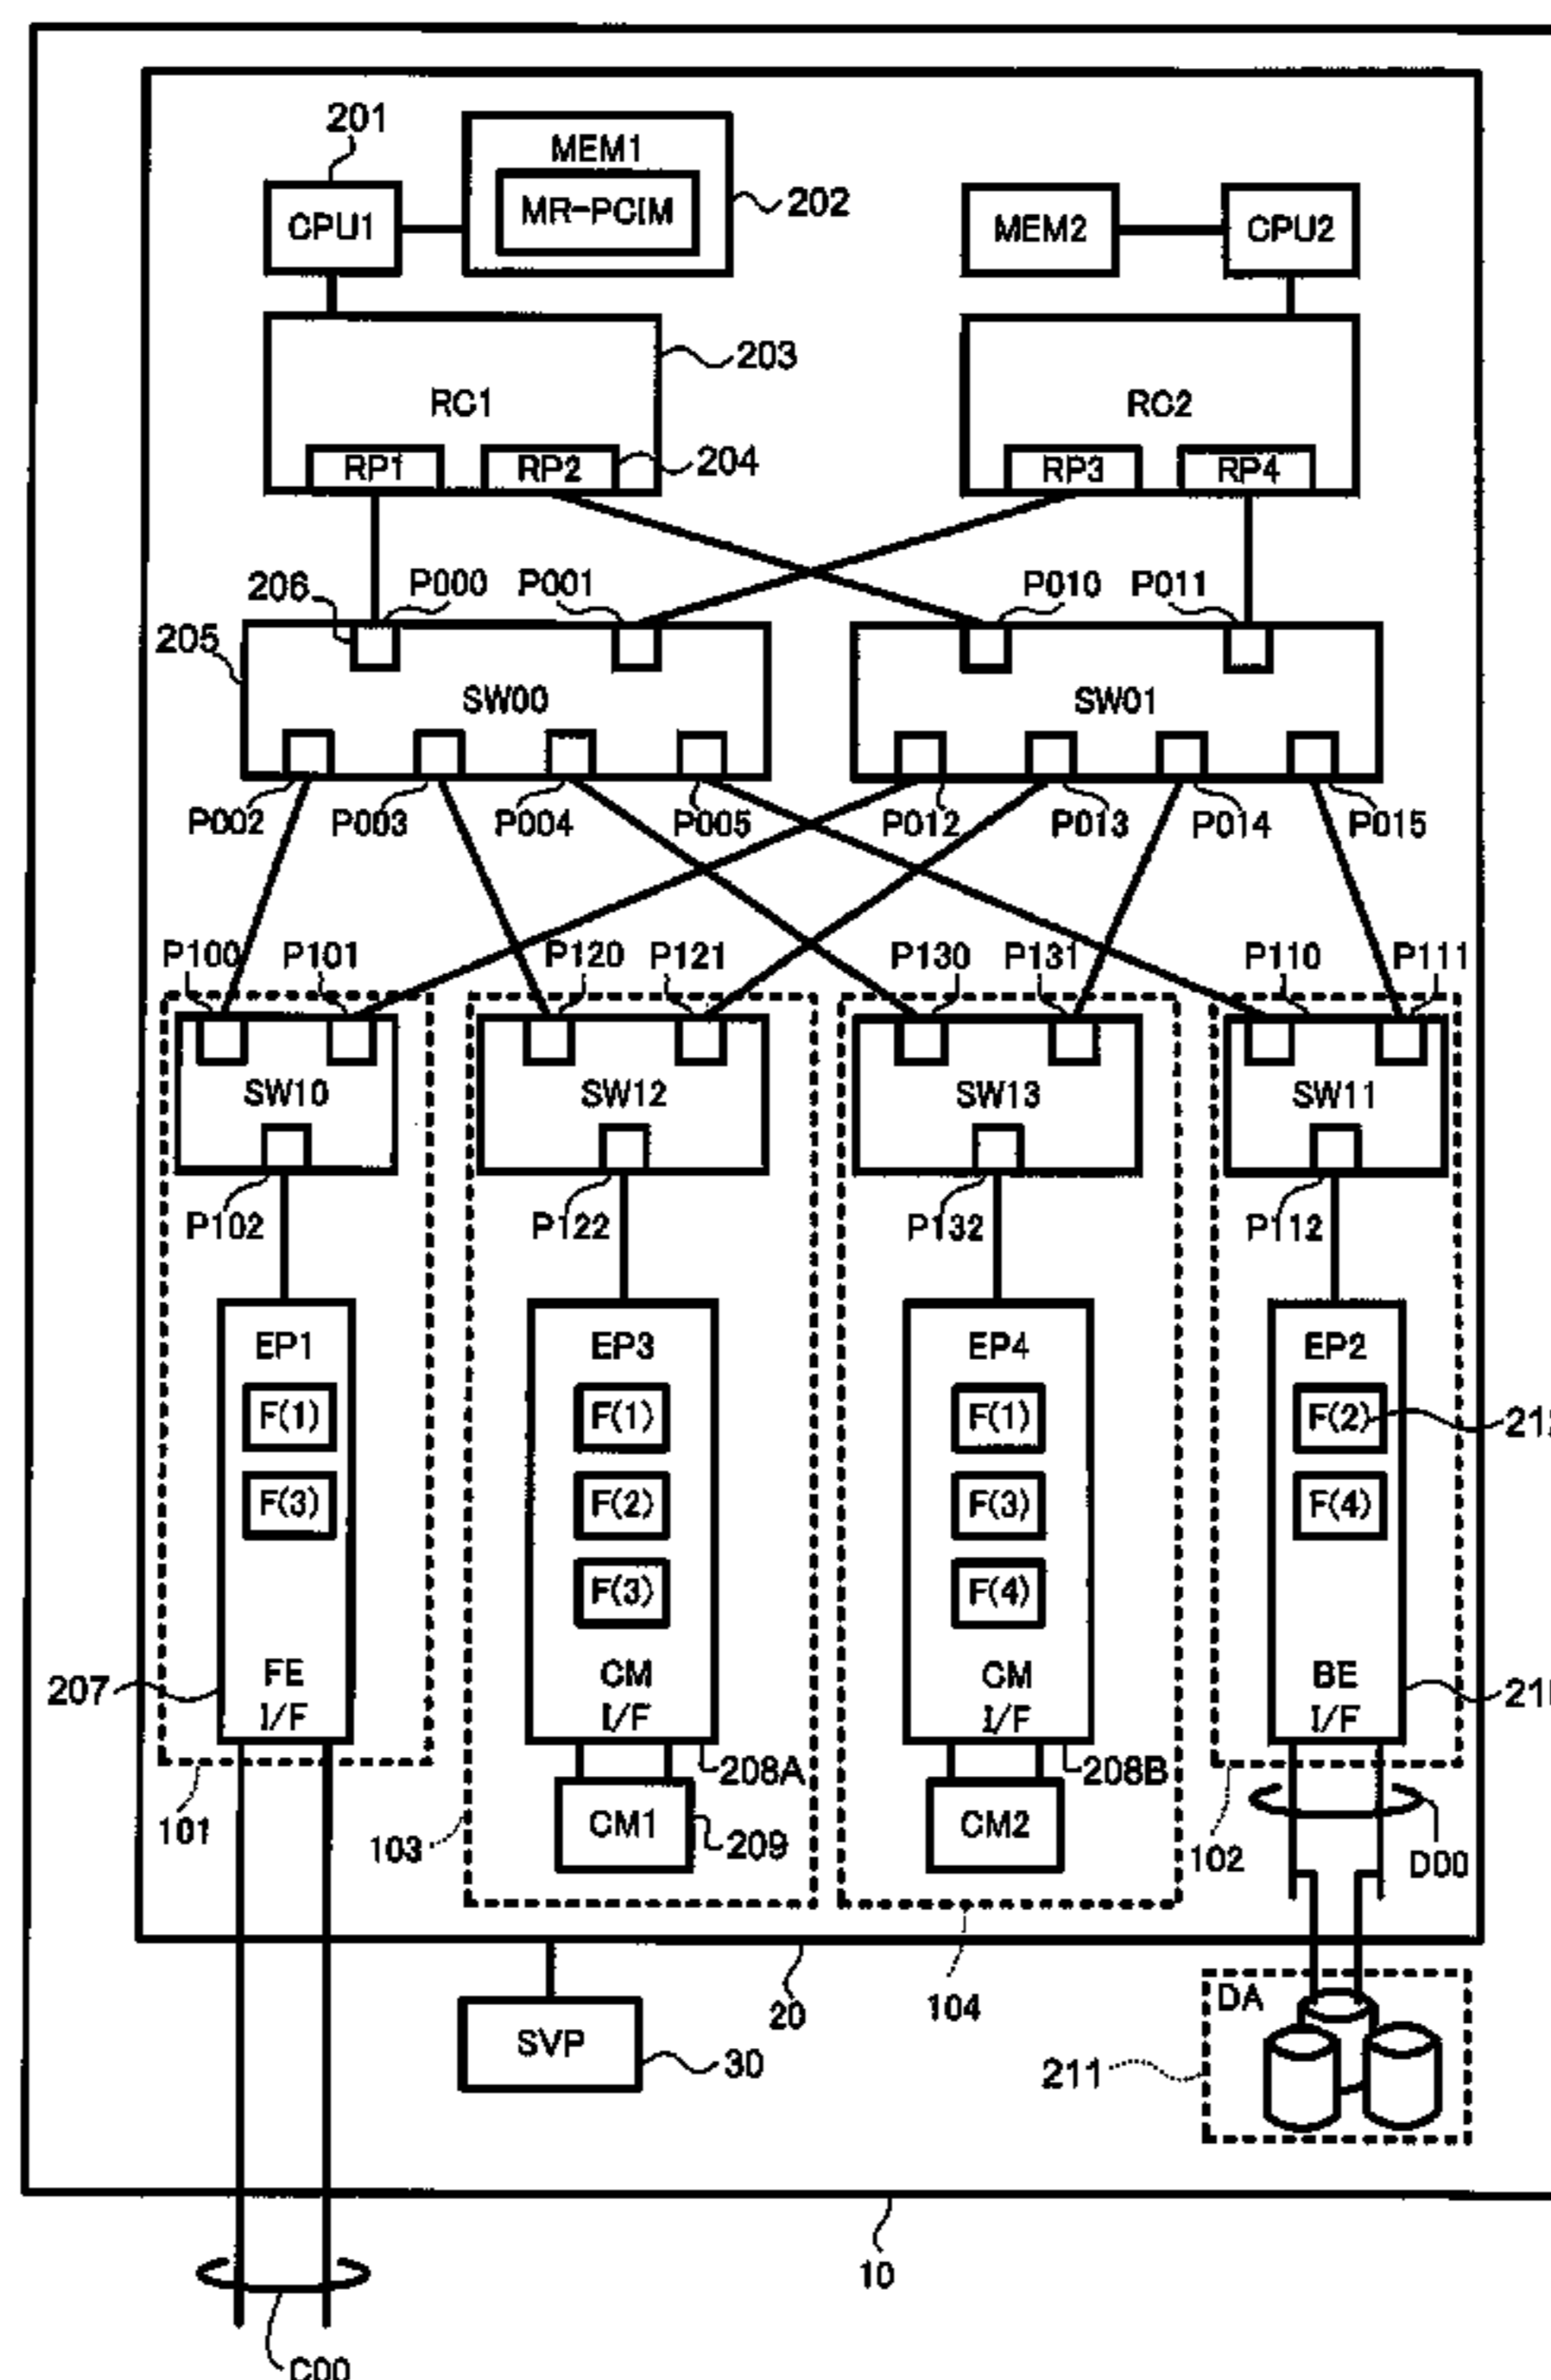 201
MEM1
MR-PCIM
202
CPU1
MEM2
CPU2
203
RC1
RC2
RP1
RP2
204
RP3
RP4
206
P000
P001
P010
P011
205
SW00
SW01
P002
P003
P004
P005
P012
P013
P014
P015
P100
P101
P120
P121
P130
P131
P110
P111
SW10
SW12
SW13
SW11
P102
P122
P132
P112
EP1
EP3
EP4
EP2
F(1)
F(1)
F(1)
F(2)
F(3)
F(2)
F(3)
F(4)
F(3)
F(4)
207
FE
I/F
CM
I/F
CM
I/F
BE
I/F
208A
208B
101
103
CM1
209
CM2
102
D00
20
104
DA
SVP
30
211
10
C00